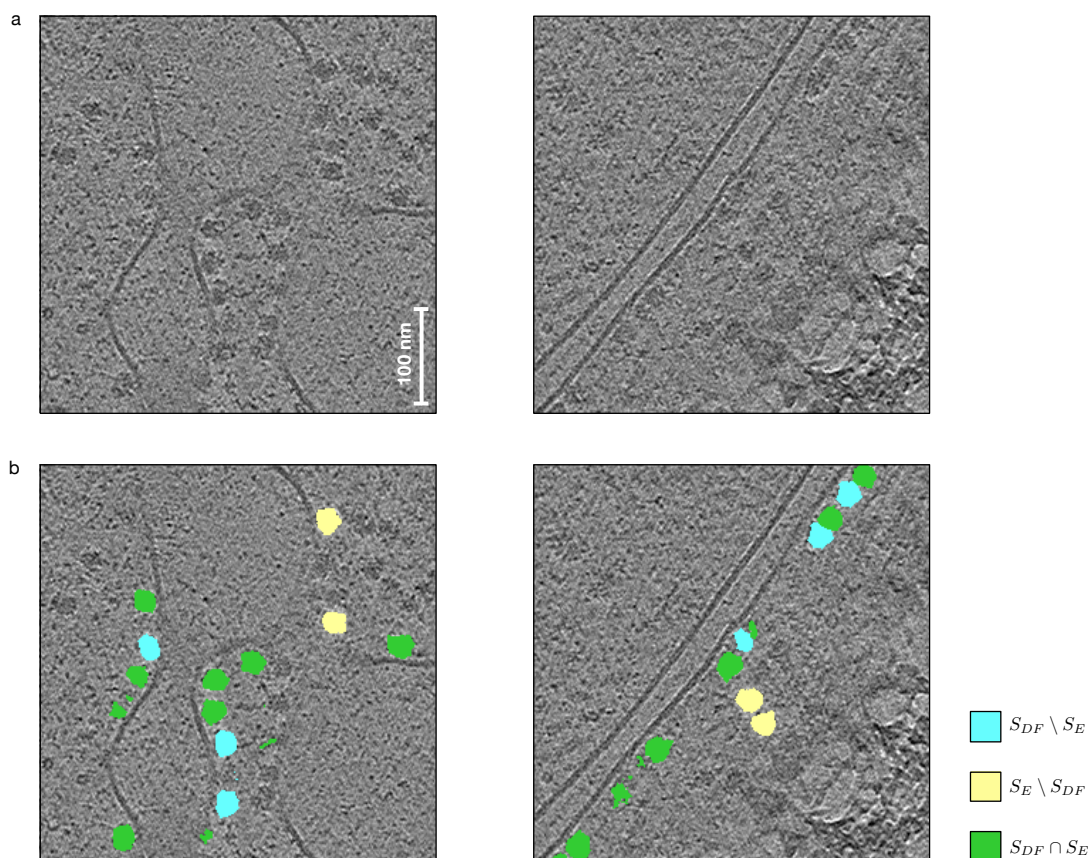 a
100 nm
b
S_{DF} \ S_E
S_E \ S_{DF}
S_{DF} ∩ S_E